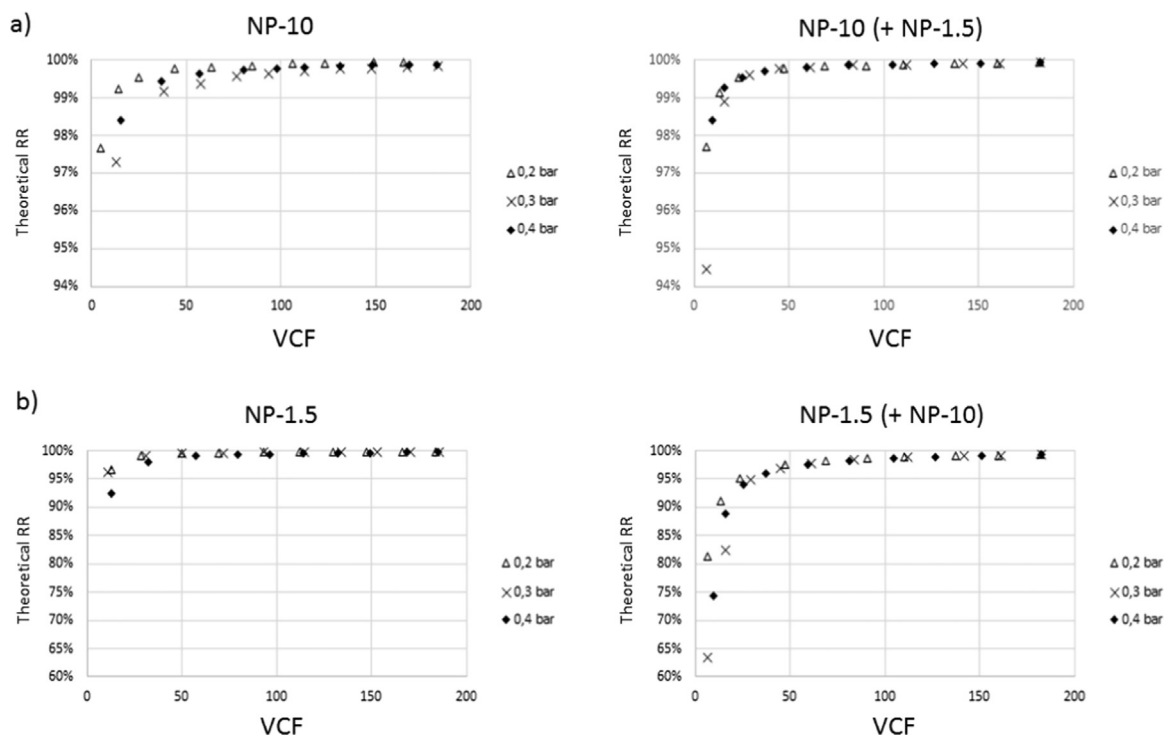 a)
NP-10
100%
99%
98%
97%
96%
95%
94%
Theoretical RR
0 50 100 150 200
VCF
0,2 bar
0,3 bar
0,4 bar
NP-10 (+ NP-1.5)
100%
99%
98%
97%
96%
95%
94%
Theoretical RR
0 50 100 150 200
VCF
0,2 bar
0,3 bar
0,4 bar
b)
NP-1.5
100%
95%
90%
85%
80%
75%
70%
65%
60%
Theoretical RR
0 50 100 150 200
VCF
0,2 bar
0,3 bar
0,4 bar
NP-1.5 (+ NP-10)
100%
95%
90%
85%
80%
75%
70%
65%
60%
Theoretical RR
0 50 100 150 200
VCF
0,2 bar
0,3 bar
0,4 bar